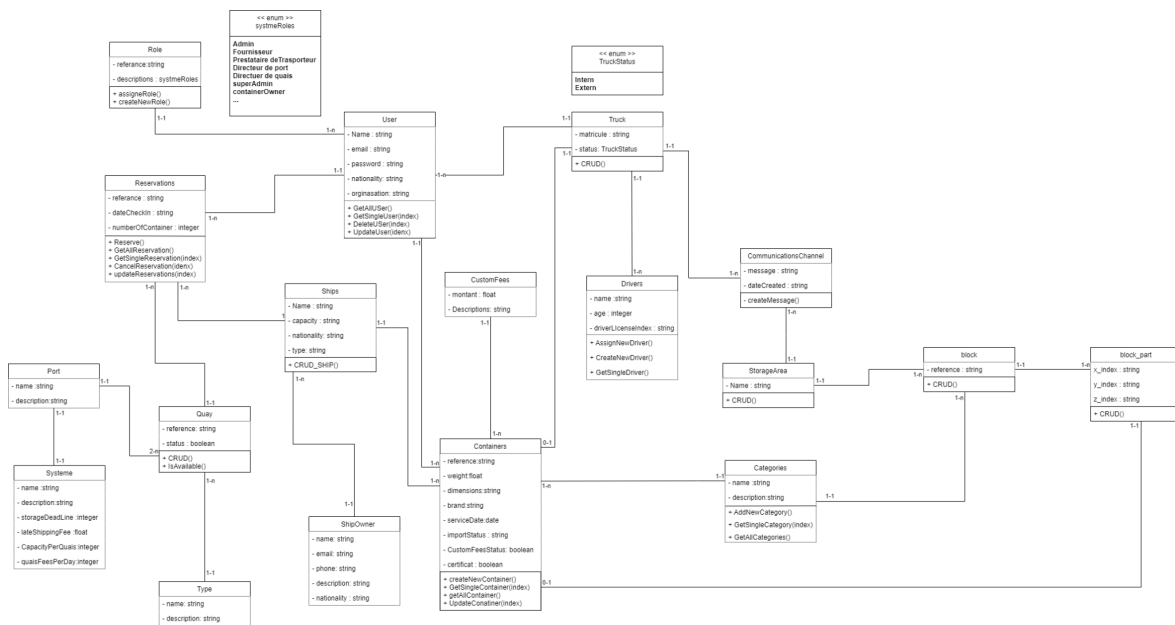 << enum >>
systmeRoles
Admin
Fournisseur
Prestataire deTrasporteur
Directeur de port
Directuer de quais
superAdmin
containerOwner
...
Role
- referance:string
- descriptions : systmeRoles
+ assigneRole()
+ createNewRole()
1-1
1-n
<< enum >>
TruckStatus
Intern
Extern
User
- Name : string
- email : string
- password : string
- nationality: string
- orginasation: string
+ GetAllUSer()
+ GetSingleUser(index)
+ DeleteUSer(index)
+ UpdateUser(idenx)
1-1
1-n
1-1
Truck
- matricule : string
- status: TruckStatus
+ CRUD()
1-1
1-1
1-1
1-1
Reservations
- referance : string
- dateCheckIn : string
- numberOfContainer : integer
+ Reserve()
+ GetAllReservation()
+ GetSingleReservation(index)
+ CancelReservation(idenx)
+ updateReservations(index)
1-n
1-n
1-n
Ships
- Name : string
- capacity : string
- nationality: string
- type: string
+ CRUD_SHIP()
1-1
1-n
CustomFees
- montant : float
- Descriptions: string
1-1
Drivers
- name :string
- age : integer
- driverLIcenseIndex : string
+ AssignNewDriver()
+ CreateNewDriver()
+ GetSingleDriver()
1-n
CommunicationsChannel
- message : string
- dateCreated : string
- createMessage()
1-n
1-n
StorageArea
- Name : string
+ CRUD()
1-1
1-1
block
- reference : string
+ CRUD()
1-n
1-1
1-n
block_part
x_index : string
y_index : string
z_index : string
+ CRUD()
1-n
1-1
Port
- name :string
- description:string
1-1
1-1
Quay
- reference: string
- status : boolean
+ CRUD()
+ IsAvailable()
1-1
2-n
1-n
Systeme
- name :string
- description:string
- storageDeadLine :integer
- lateShippingFee :float
- CapacityPerQuais:integer
- quaisFeesPerDay:integer
1-1
Type
- name: string
- description: string
1-1
ShipOwner
- name: string
- email: string
- phone: string
- description: string
- nationality : string
1-1
Containers
- reference:string
- weight:float
- dimensions:string
- brand:string
- serviceDate:date
- importStatus : string
- CustomFeesStatus: boolean
- certificat : boolean
+ createNewContainer()
+ GetSingleContainer(index)
+ getAllContainer()
+ UpdateConatiner(index)
1-n
1-n
1-n
0-1
1-n
0-1
Categories
- name :string
- description:string
+ AddNewCategory()
+ GetSingleCategory(index)
+ GetAllCategories()
1-1
1-1